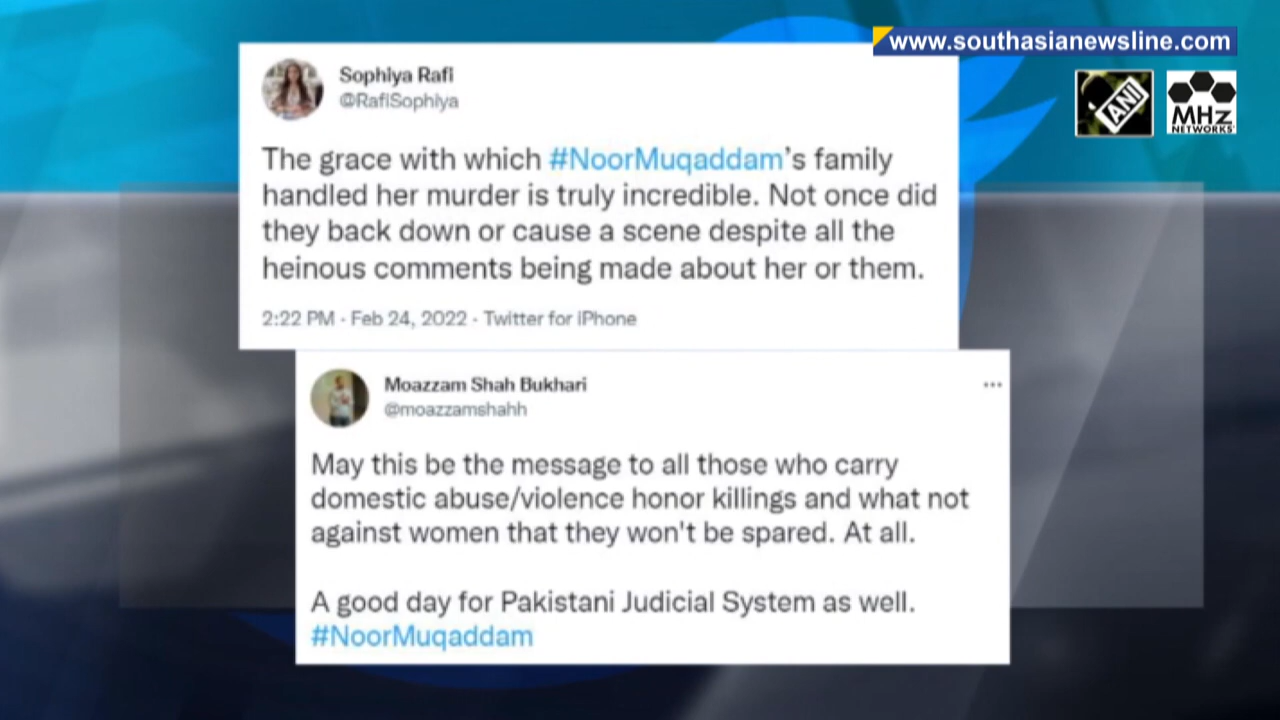 www.southasianewsline.com
ANI
MHz
NETWORKS
Sophiya Rafi
@RafiSophiya
The grace with which #NoorMuqaddam's family
handled her murder is truly incredible. Not once did
they back down or cause a scene despite all the
heinous comments being made about her or them.
2:22 PM · Feb 24, 2022 · Twitter for iPhone
Moazzam Shah Bukhari
@moazzamshahh
May this be the message to all those who carry
domestic abuse/violence honor killings and what not
against women that they won't be spared. At all.
A good day for Pakistani Judicial System as well.
#NoorMuqaddam